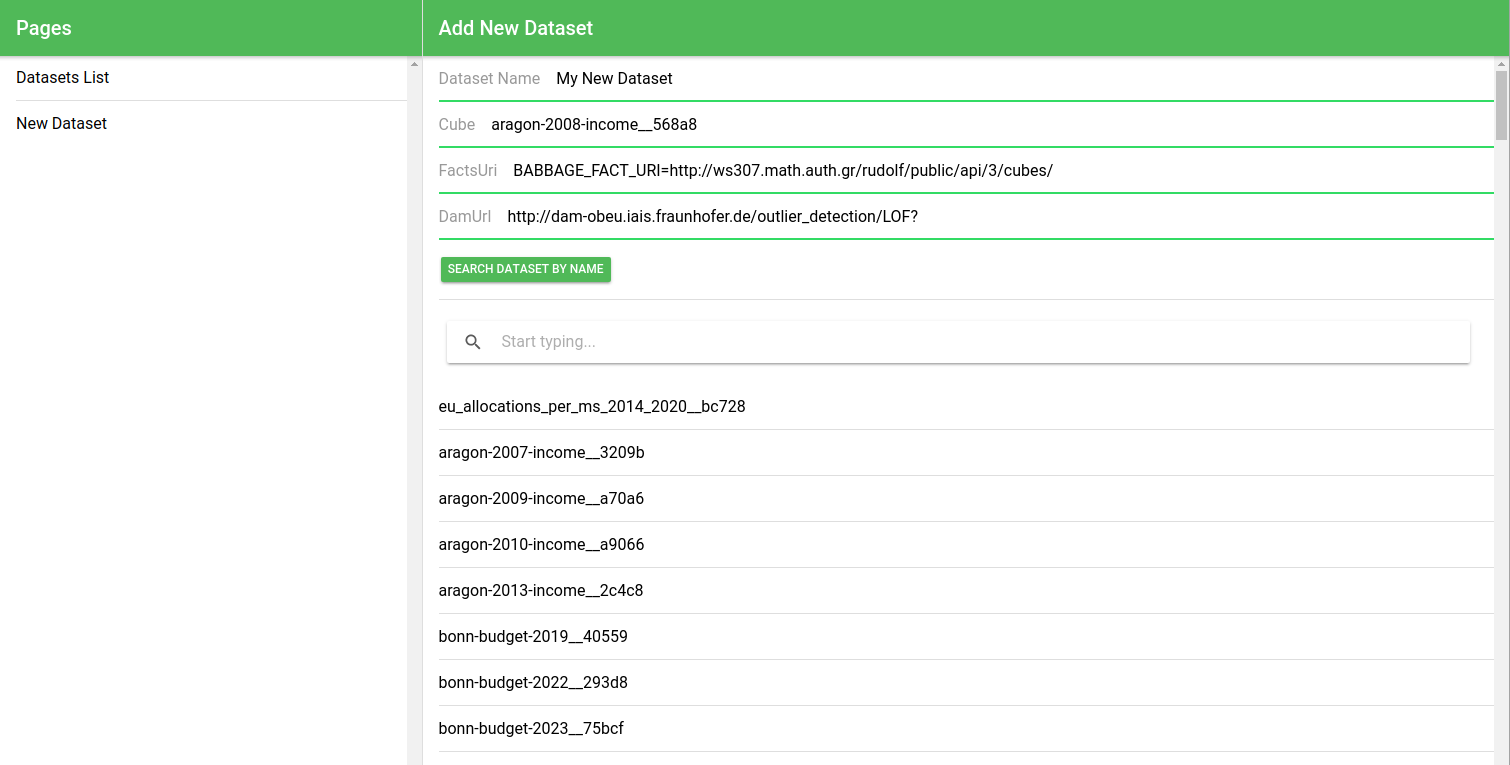 Pages
Add New Dataset
Datasets List
New Dataset
Dataset Name My New Dataset
Cube aragon-2008-income__568a8
FactsUri BABBAGE_FACT_URI=http://ws307.math.auth.gr/rudolf/public/api/3/cubes/
DamUrl http://dam-obeu.iais.fraunhofer.de/outlier_detection/LOF?
SEARCH DATASET BY NAME
Start typing...
eu_allocations_per_ms_2014_2020__bc728
aragon-2007-income__3209b
aragon-2009-income__a70a6
aragon-2010-income__a9066
aragon-2013-income__2c4c8
bonn-budget-2019__40559
bonn-budget-2022__293d8
bonn-budget-2023__75bcf